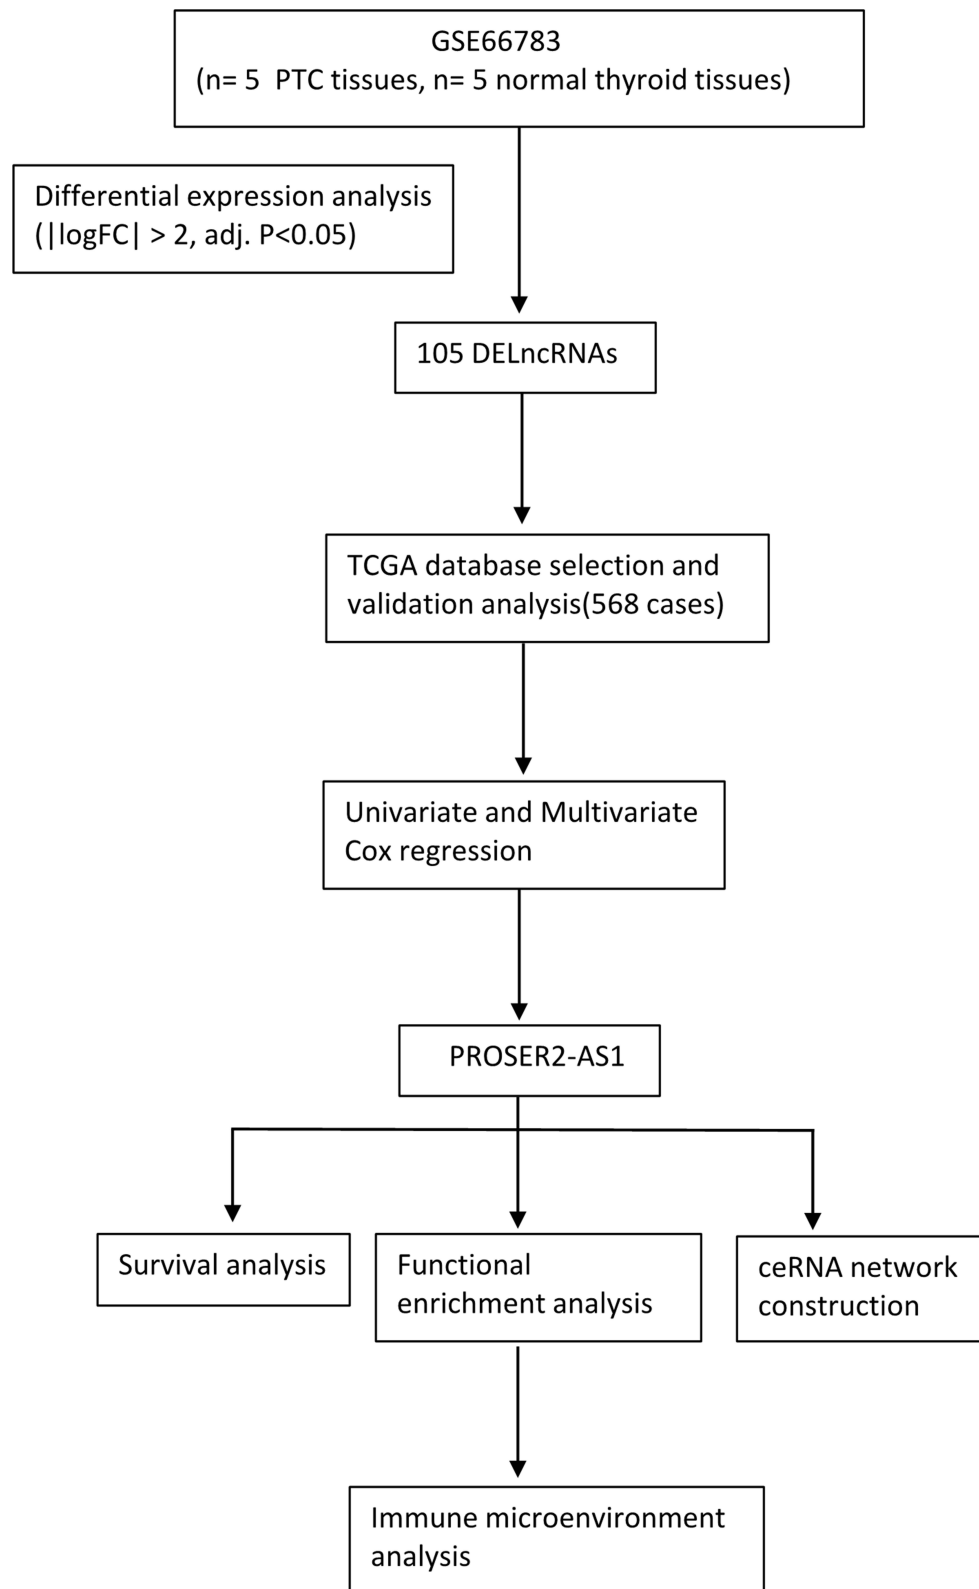 GSE66783
(n= 5 PTC tissues, n= 5 normal thyroid tissues)
Differential expression analysis
(|logFC| > 2, adj. P<0.05)
105 DELncRNAs
TCGA database selection and
validation analysis(568 cases)
Univariate and Multivariate
Cox regression
PROSER2-AS1
Survival analysis
Functional
enrichment analysis
ceRNA network
construction
Immune microenvironment
analysis